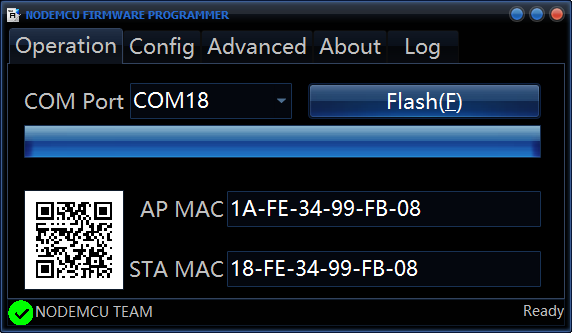 NODEMCU FIRMWARE PROGRAMMER
Operation Config Advanced About Log
COM Port COM18 Flash(F)
AP MAC 1A-FE-34-99-FB-08
STA MAC 18-FE-34-99-FB-08
NODEMCU TEAM Ready